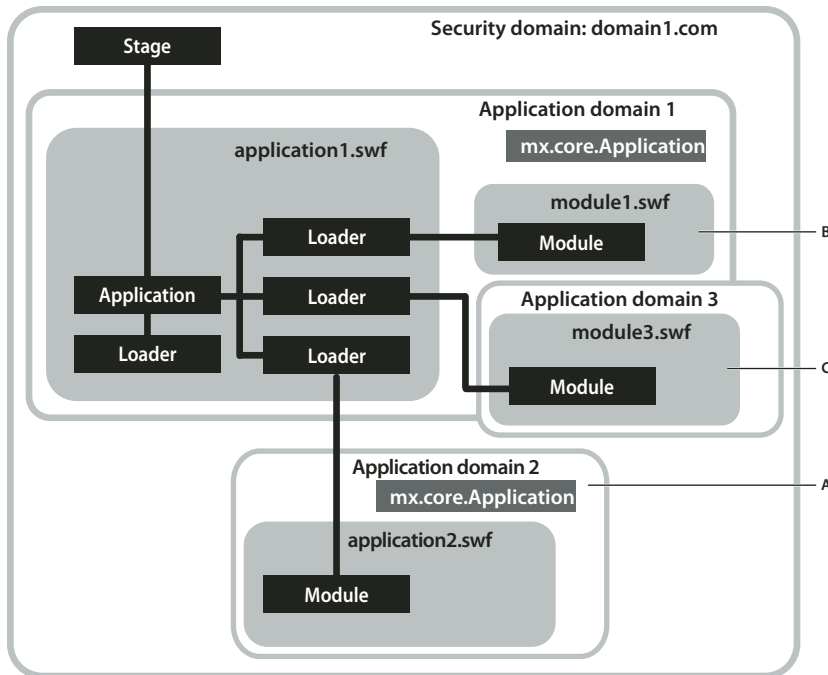 Security domain: domain1.com
Stage
Application domain 1
mx.core.Application
application1.swf
module1.swf
Loader
Module
B
Application
Loader
Application domain 3
module3.swf
Loader
Loader
Module
C
Application domain 2
mx.core.Application
A
application2.swf
Module